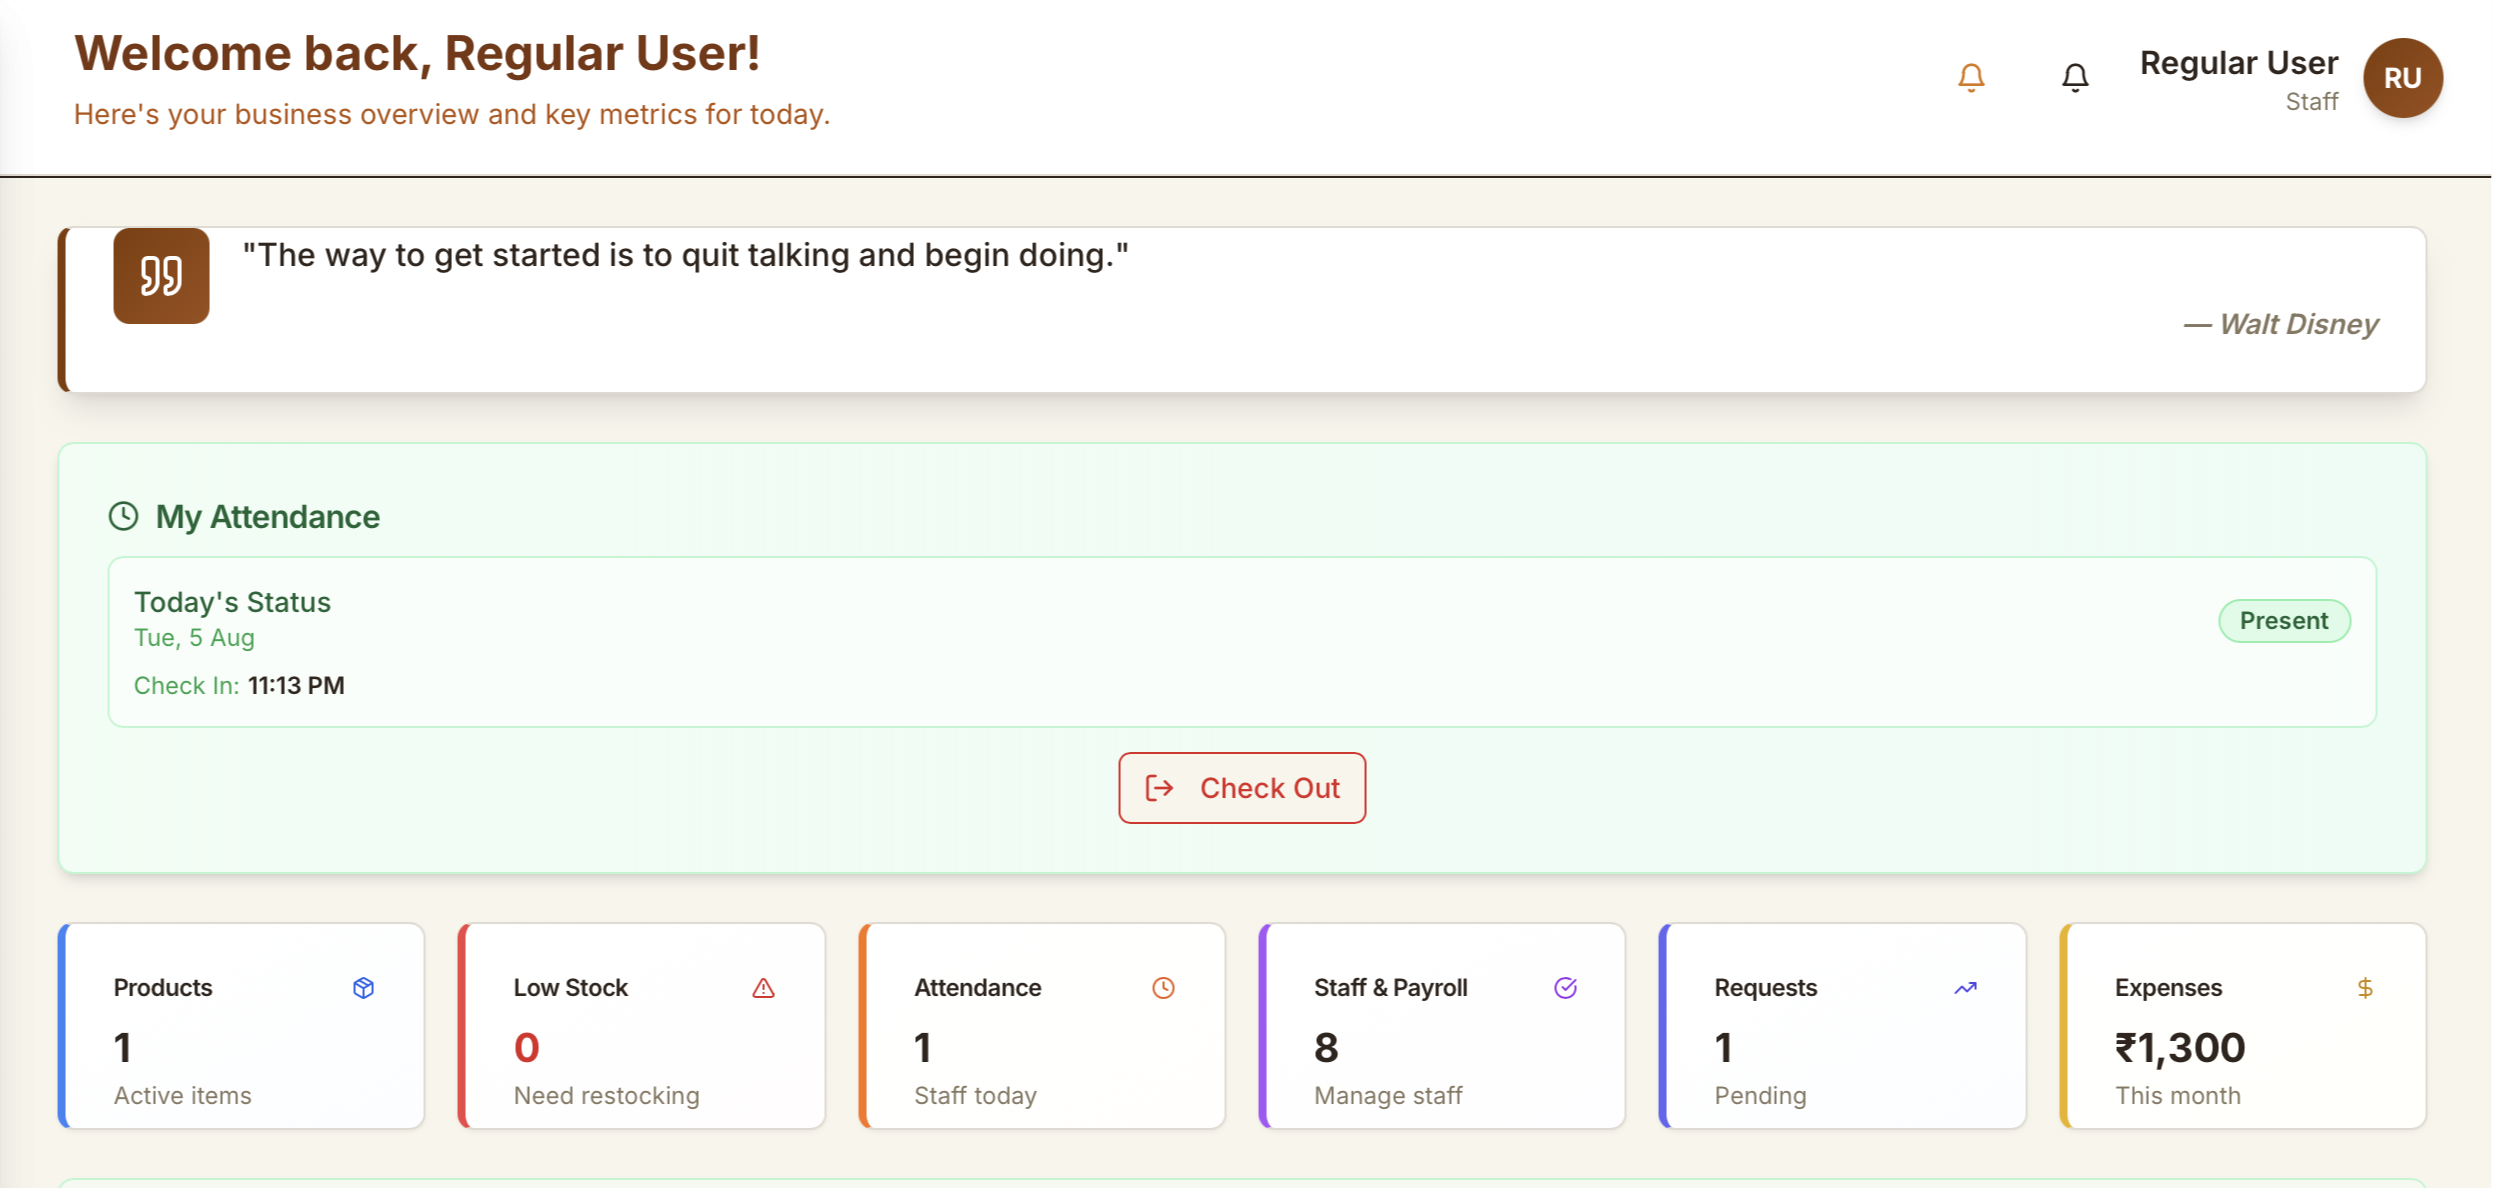 Welcome back, Regular User!
Here's your business overview and key metrics for today.
Regular User
Staff
RU
"The way to get started is to quit talking and begin doing."
— Walt Disney
My Attendance
Today's Status
Tue, 5 Aug
Present
Check In: 11:13 PM
Check Out
Products
1
Active items
Low Stock
0
Need restocking
Attendance
1
Staff today
Staff & Payroll
8
Manage staff
Requests
1
Pending
Expenses
₹1,300
This month